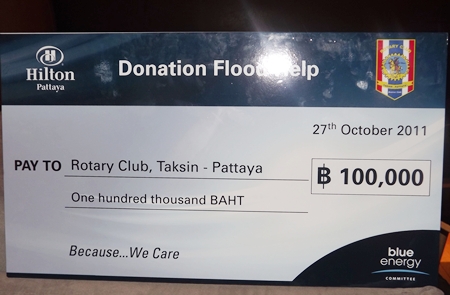 Hilton
Pattaya
Donation Flood Help
27th October 2011
PAY TO Rotary Club, Taksin - Pattaya
฿ 100,000
One hundred thousand BAHT
Because...We Care
blue
energy
COMMITTEE